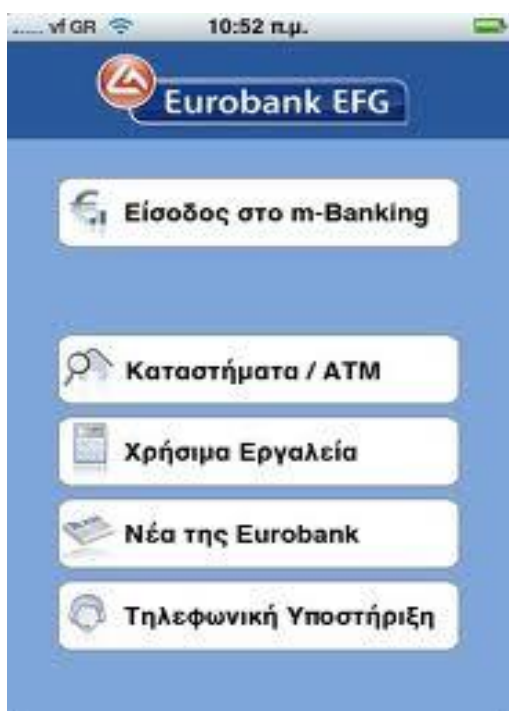 vf GR 10:52 π.μ.
Eurobank EFG
Είσοδος στο m-Banking
Καταστήματα / ATM
Χρήσιμα Εργαλεία
Νέα της Eurobank
Τηλεφωνική Υποστήριξη